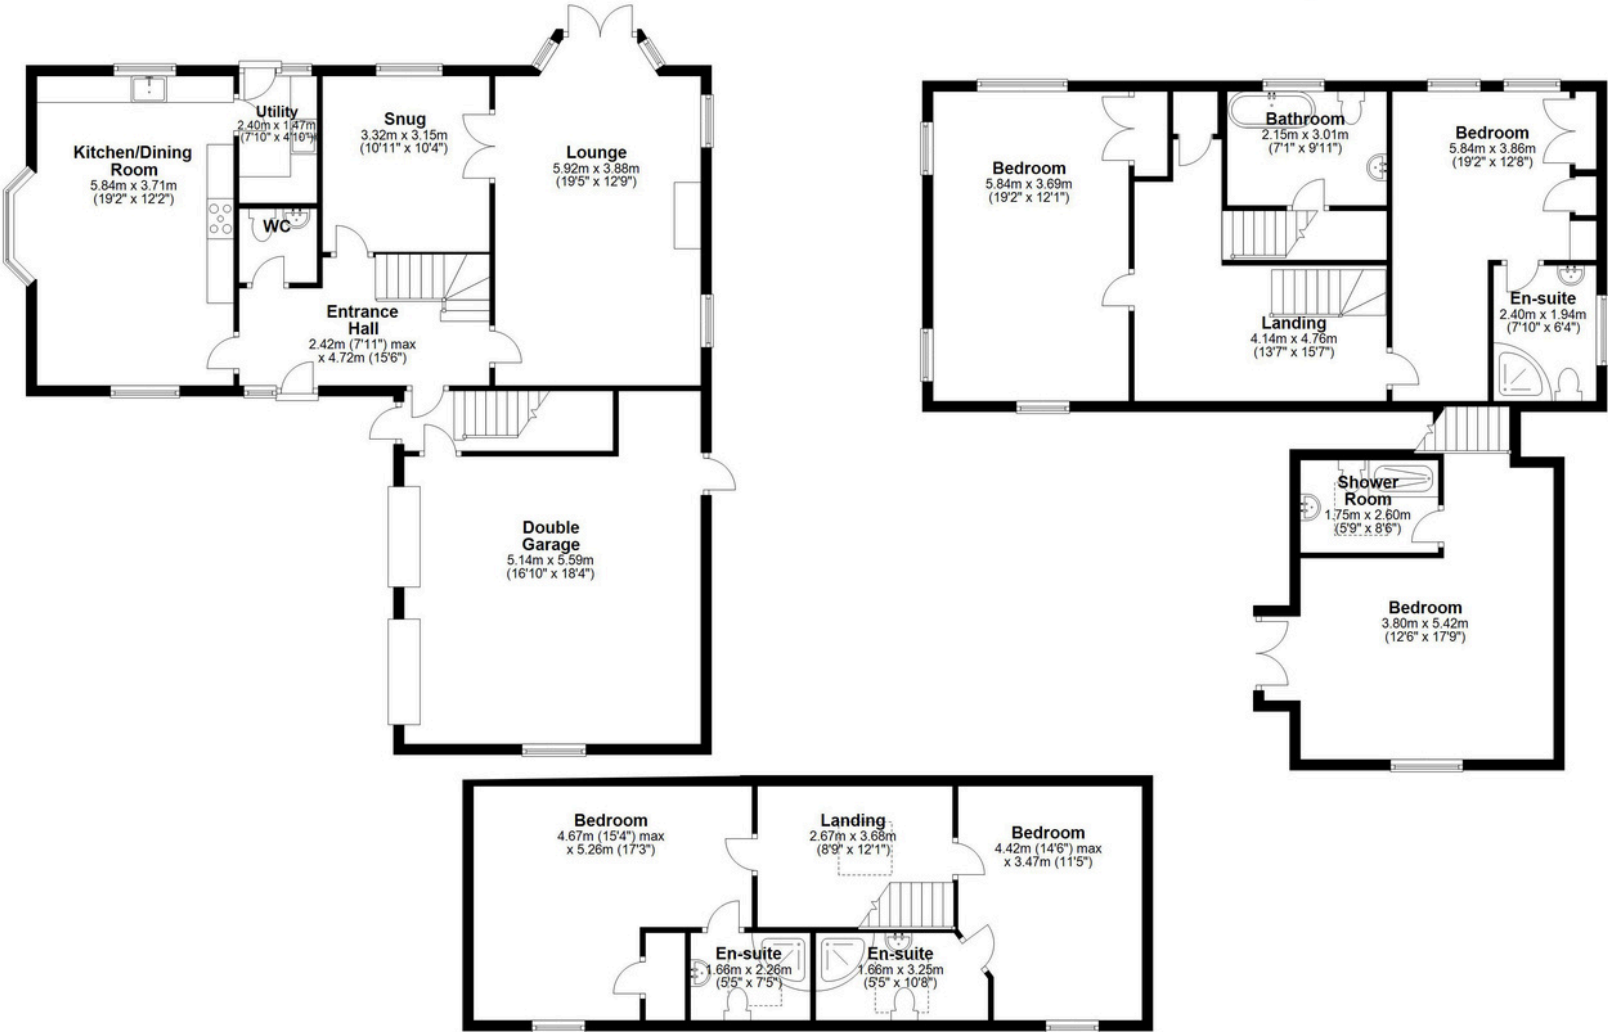 Kitchen/Dining
Room
5.84m x 3.71m
(19'2" x 12'2")
Utility
2.40m x 1.47m
(7'10" x 4'10")
WC
Snug
3.32m x 3.15m
(10'11" x 10'4")
Lounge
5.92m x 3.88m
(19'5" x 12'9")
Entrance
Hall
2.42m (7'11") max
x 4.72m (15'6")
Double
Garage
5.14m x 5.59m
(16'10" x 18'4")
Bedroom
5.84m x 3.69m
(19'2" x 12'1")
Bathroom
2.15m x 3.01m
(7'1" x 9'11")
Bedroom
5.84m x 3.86m
(19'2" x 12'8")
Landing
4.14m x 4.76m
(13'7" x 15'7")
En-suite
2.40m x 1.94m
(7'10" x 6'4")
Shower
Room
1.75m x 2.60m
(5'9" x 8'6")
Bedroom
3.80m x 5.42m
(12'6" x 17'9")
Bedroom
4.67m (15'4") max
x 5.26m (17'3")
Landing
2.67m x 3.68m
(8'9" x 12'1")
Bedroom
4.42m (14'6") max
x 3.47m (11'5")
En-suite
1.66m x 2.26m
(5'5" x 7'5")
En-suite
1.66m x 3.25m
(5'5" x 10'8")